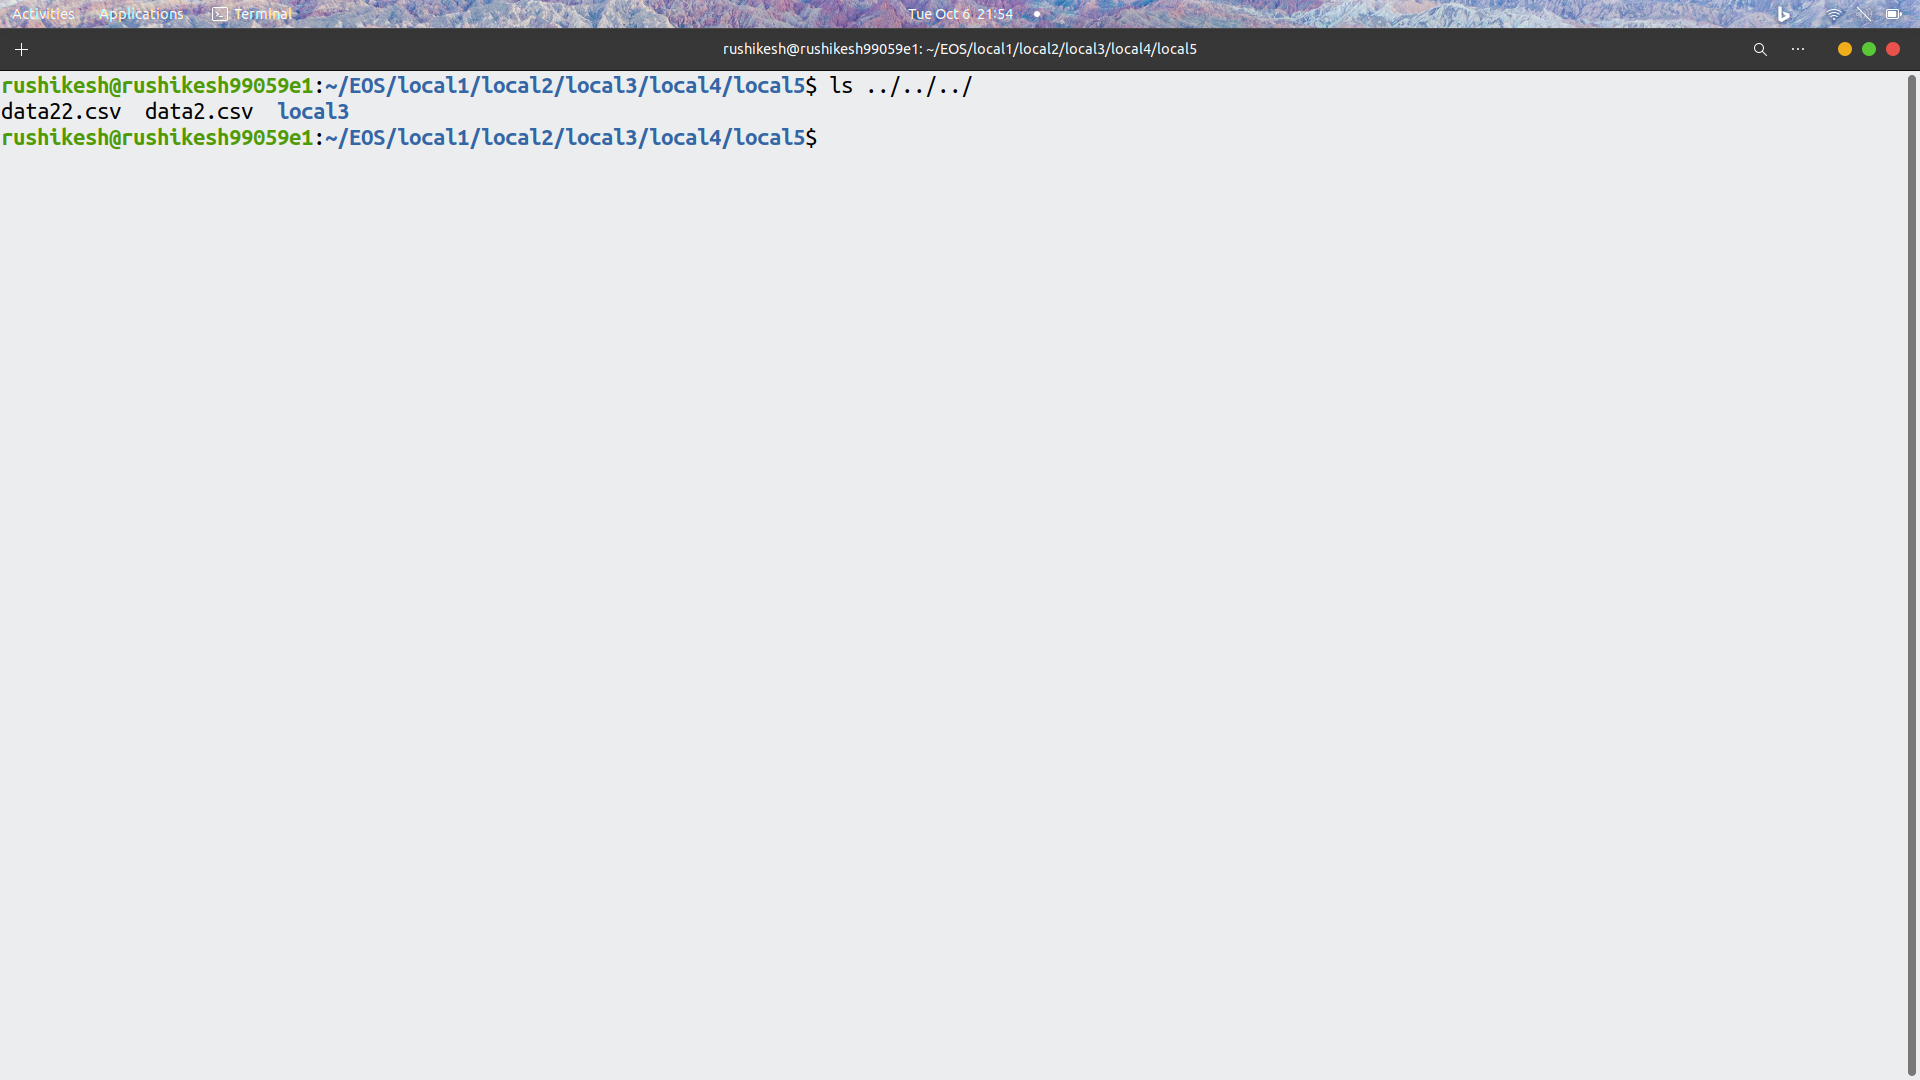 Activities Applications Terminal Tue Oct 6 21:54
rushikesh@rushikesh99059e1: ~/EOS/local1/local2/local3/local4/local5
rushikesh@rushikesh99059e1:~/EOS/local1/local2/local3/local4/local5$ ls ../../../
data22.csv data2.csv local3
rushikesh@rushikesh99059e1:~/EOS/local1/local2/local3/local4/local5$